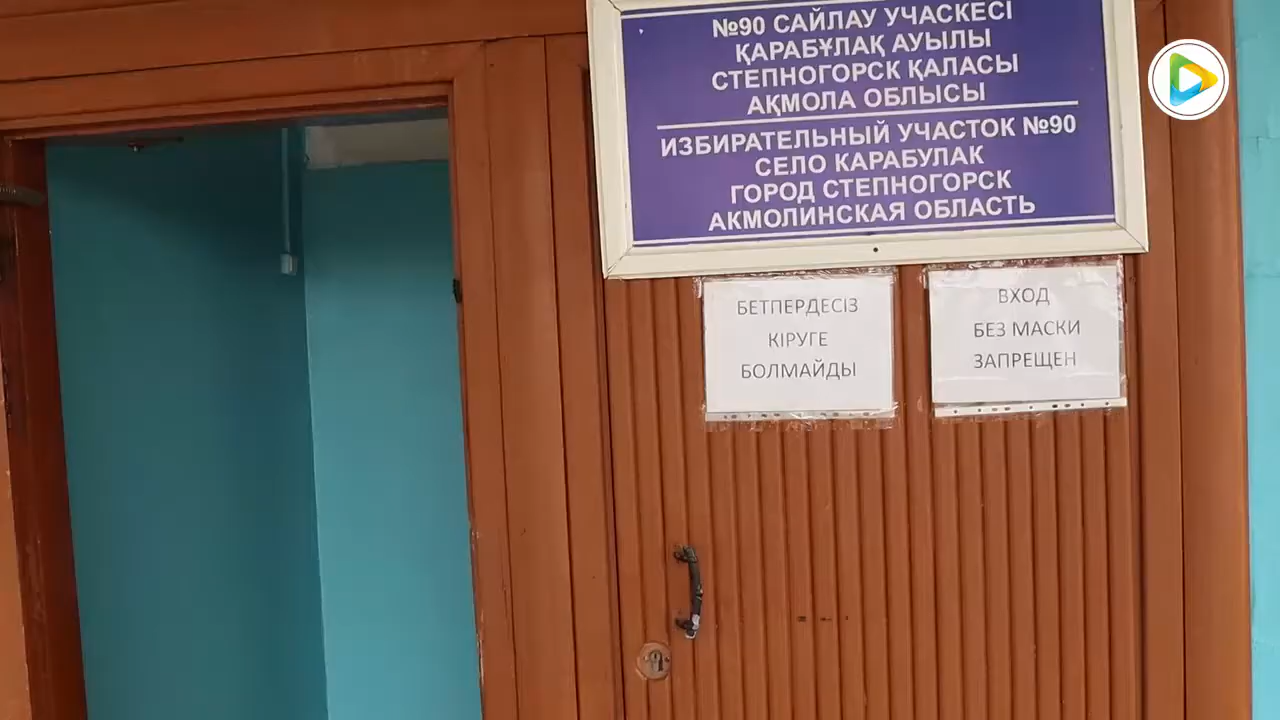 №90 САЙЛАУ УЧАСКЕСІ
ҚАРАБҰЛАҚ АУЫЛЫ
СТЕПНОГОРСК ҚАЛАСЫ
АҚМОЛА ОБЛЫСЫ
ИЗБИРАТЕЛЬНЫЙ УЧАСТОК №90
СЕЛО КАРАБУЛАК
ГОРОД СТЕПНОГОРСК
АКМОЛИНСКАЯ ОБЛАСТЬ
БЕТПЕРДЕСІЗ
КІРУГЕ
БОЛМАЙДЫ
ВХОД
БЕЗ МАСКИ
ЗАПРЕЩЕН